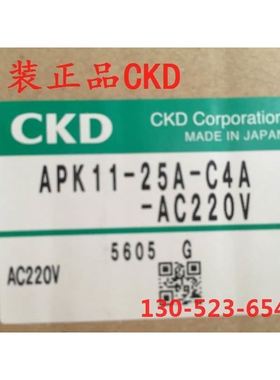 装正品CKD
CKD
CKD Corporation
MADE IN JAPAN
APK11-25A-C4A
-AC220V
5605 G
AC220V
130-523-654